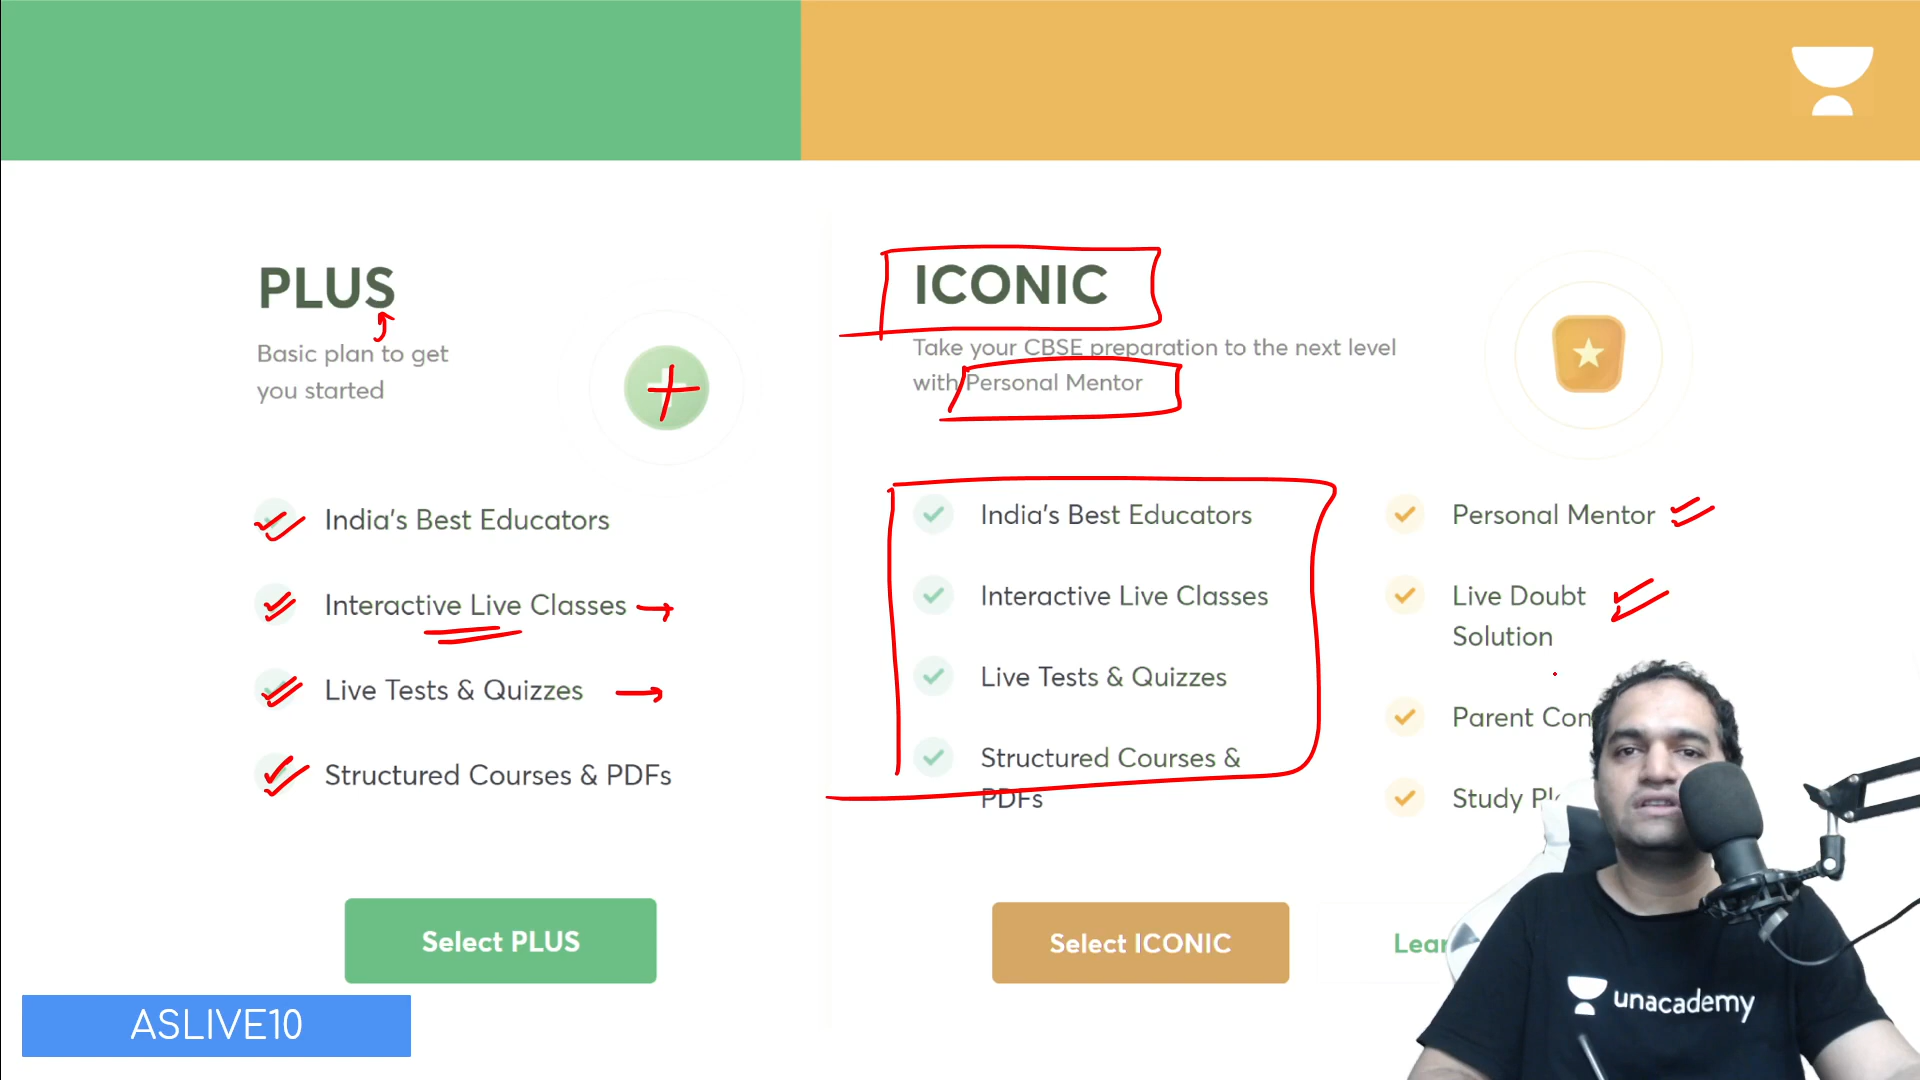 PLUS
Basic plan to get
you started
India's Best Educators
Interactive Live Classes
Live Tests & Quizzes
Structured Courses & PDFs
Select PLUS
ICONIC
Take your CBSE preparation to the next level
with Personal Mentor
India's Best Educators
Interactive Live Classes
Live Tests & Quizzes
Structured Courses &
PDFs
Personal Mentor
Live Doubt
Solution
Parent
Study
Select ICONIC
ASLIVE10
unacademy